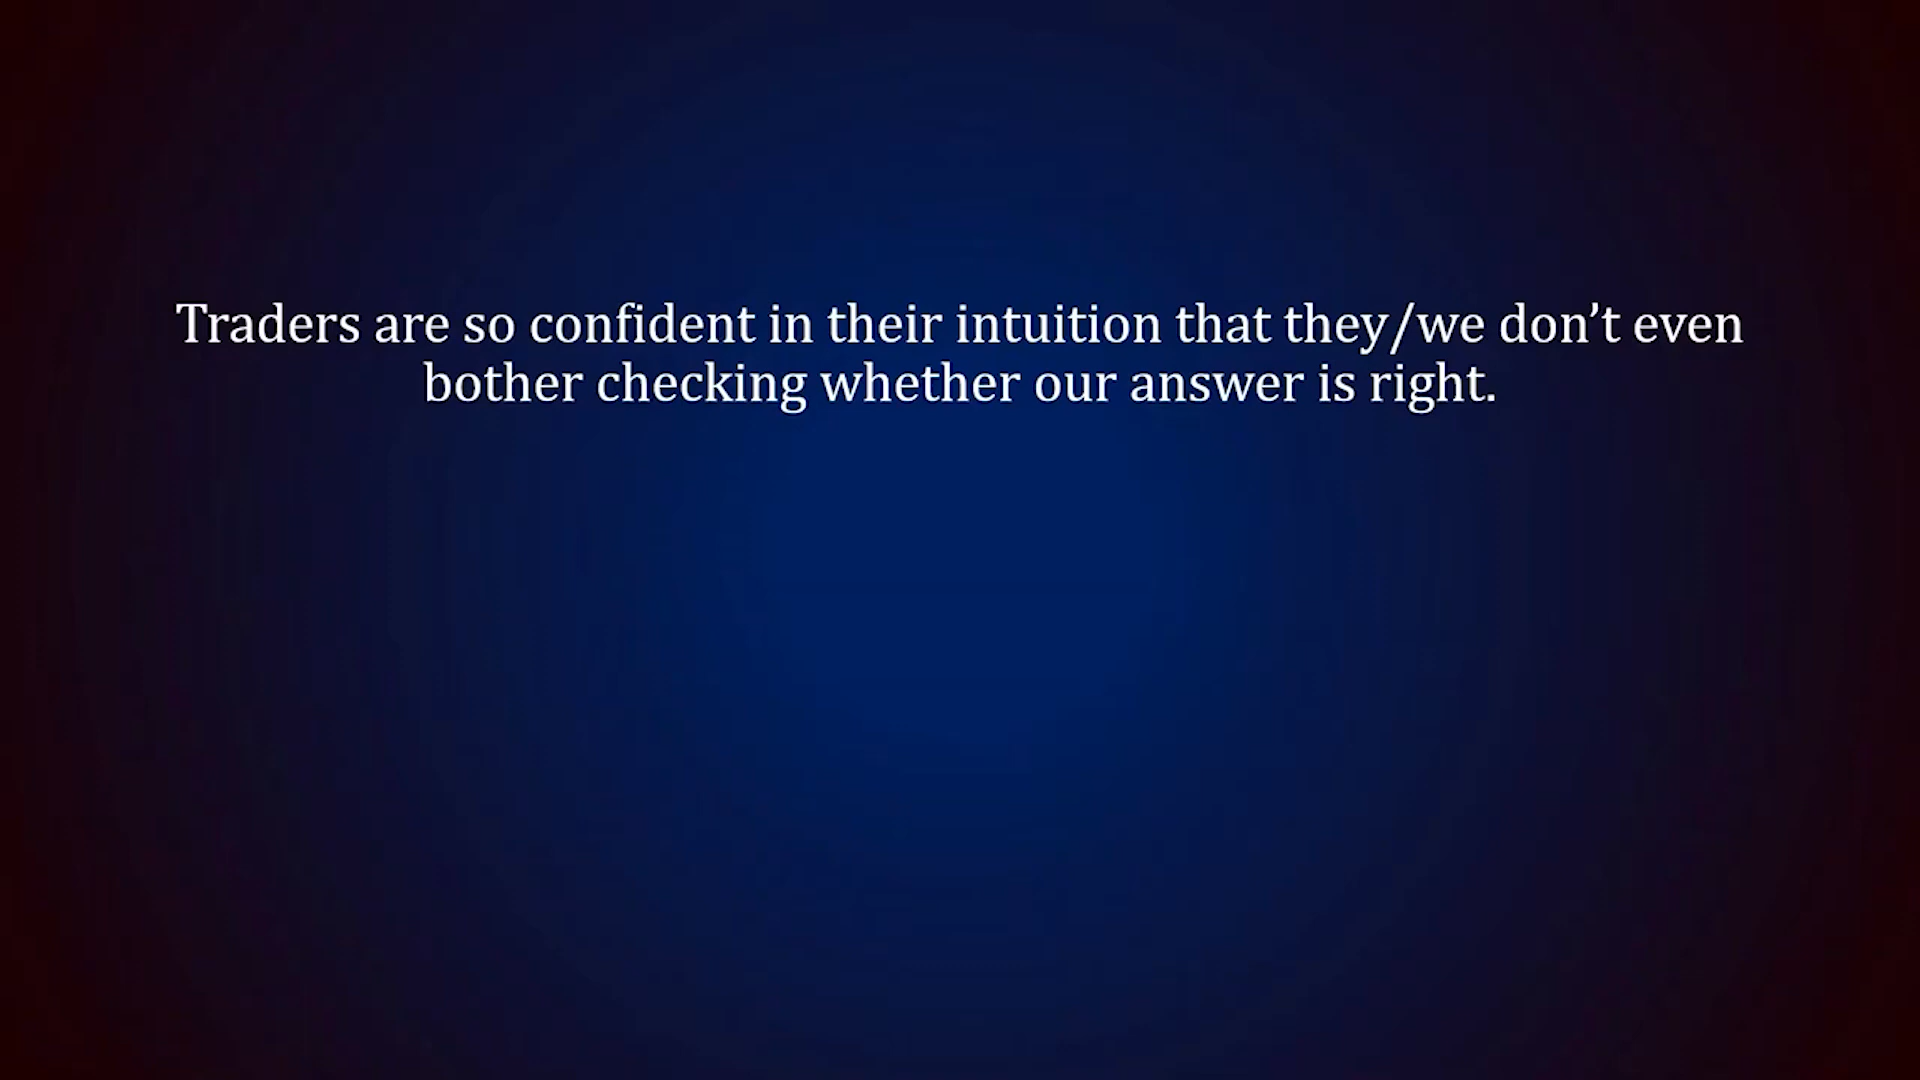 Traders are so confident in their intuition that they/we don’t even
bother checking whether our answer is right.